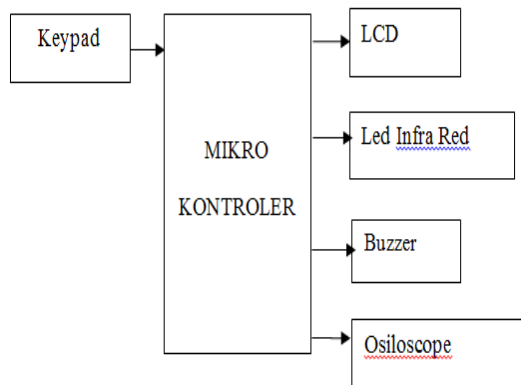 Keypad
LCD
Led Infra Red
MIKRO
KONTROLER
Buzzer
Osiloscope